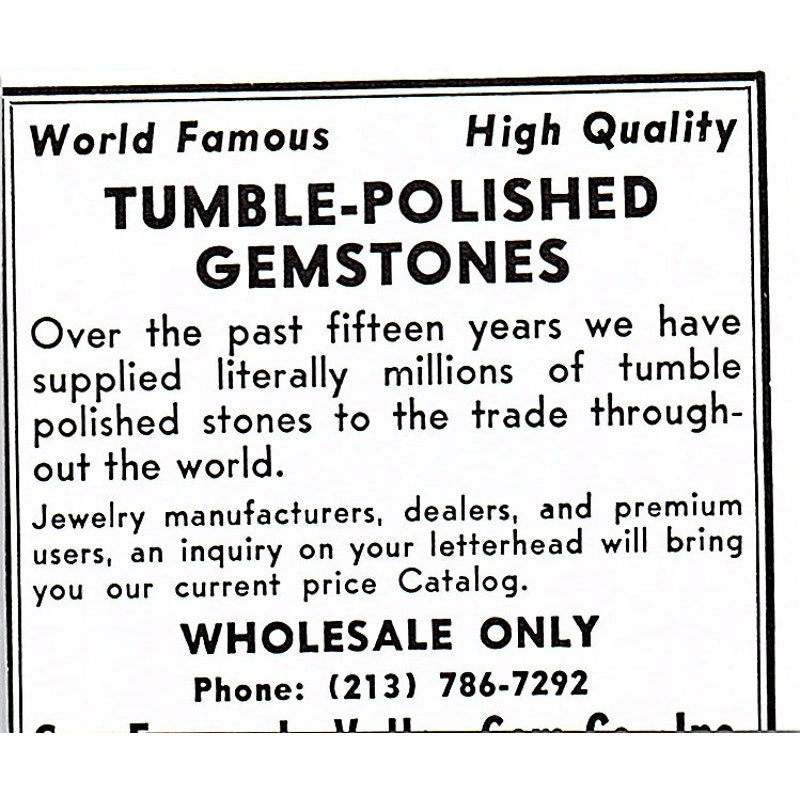 World Famous High Quality
TUMBLE-POLISHED
GEMSTONES
Over the past fifteen years we have
supplied literally millions of tumble
polished stones to the trade through-
out the world.
Jewelry manufacturers, dealers, and premium
users, an inquiry on your letterhead will bring
you our current price Catalog.
WHOLESALE ONLY
Phone: (213) 786-7292